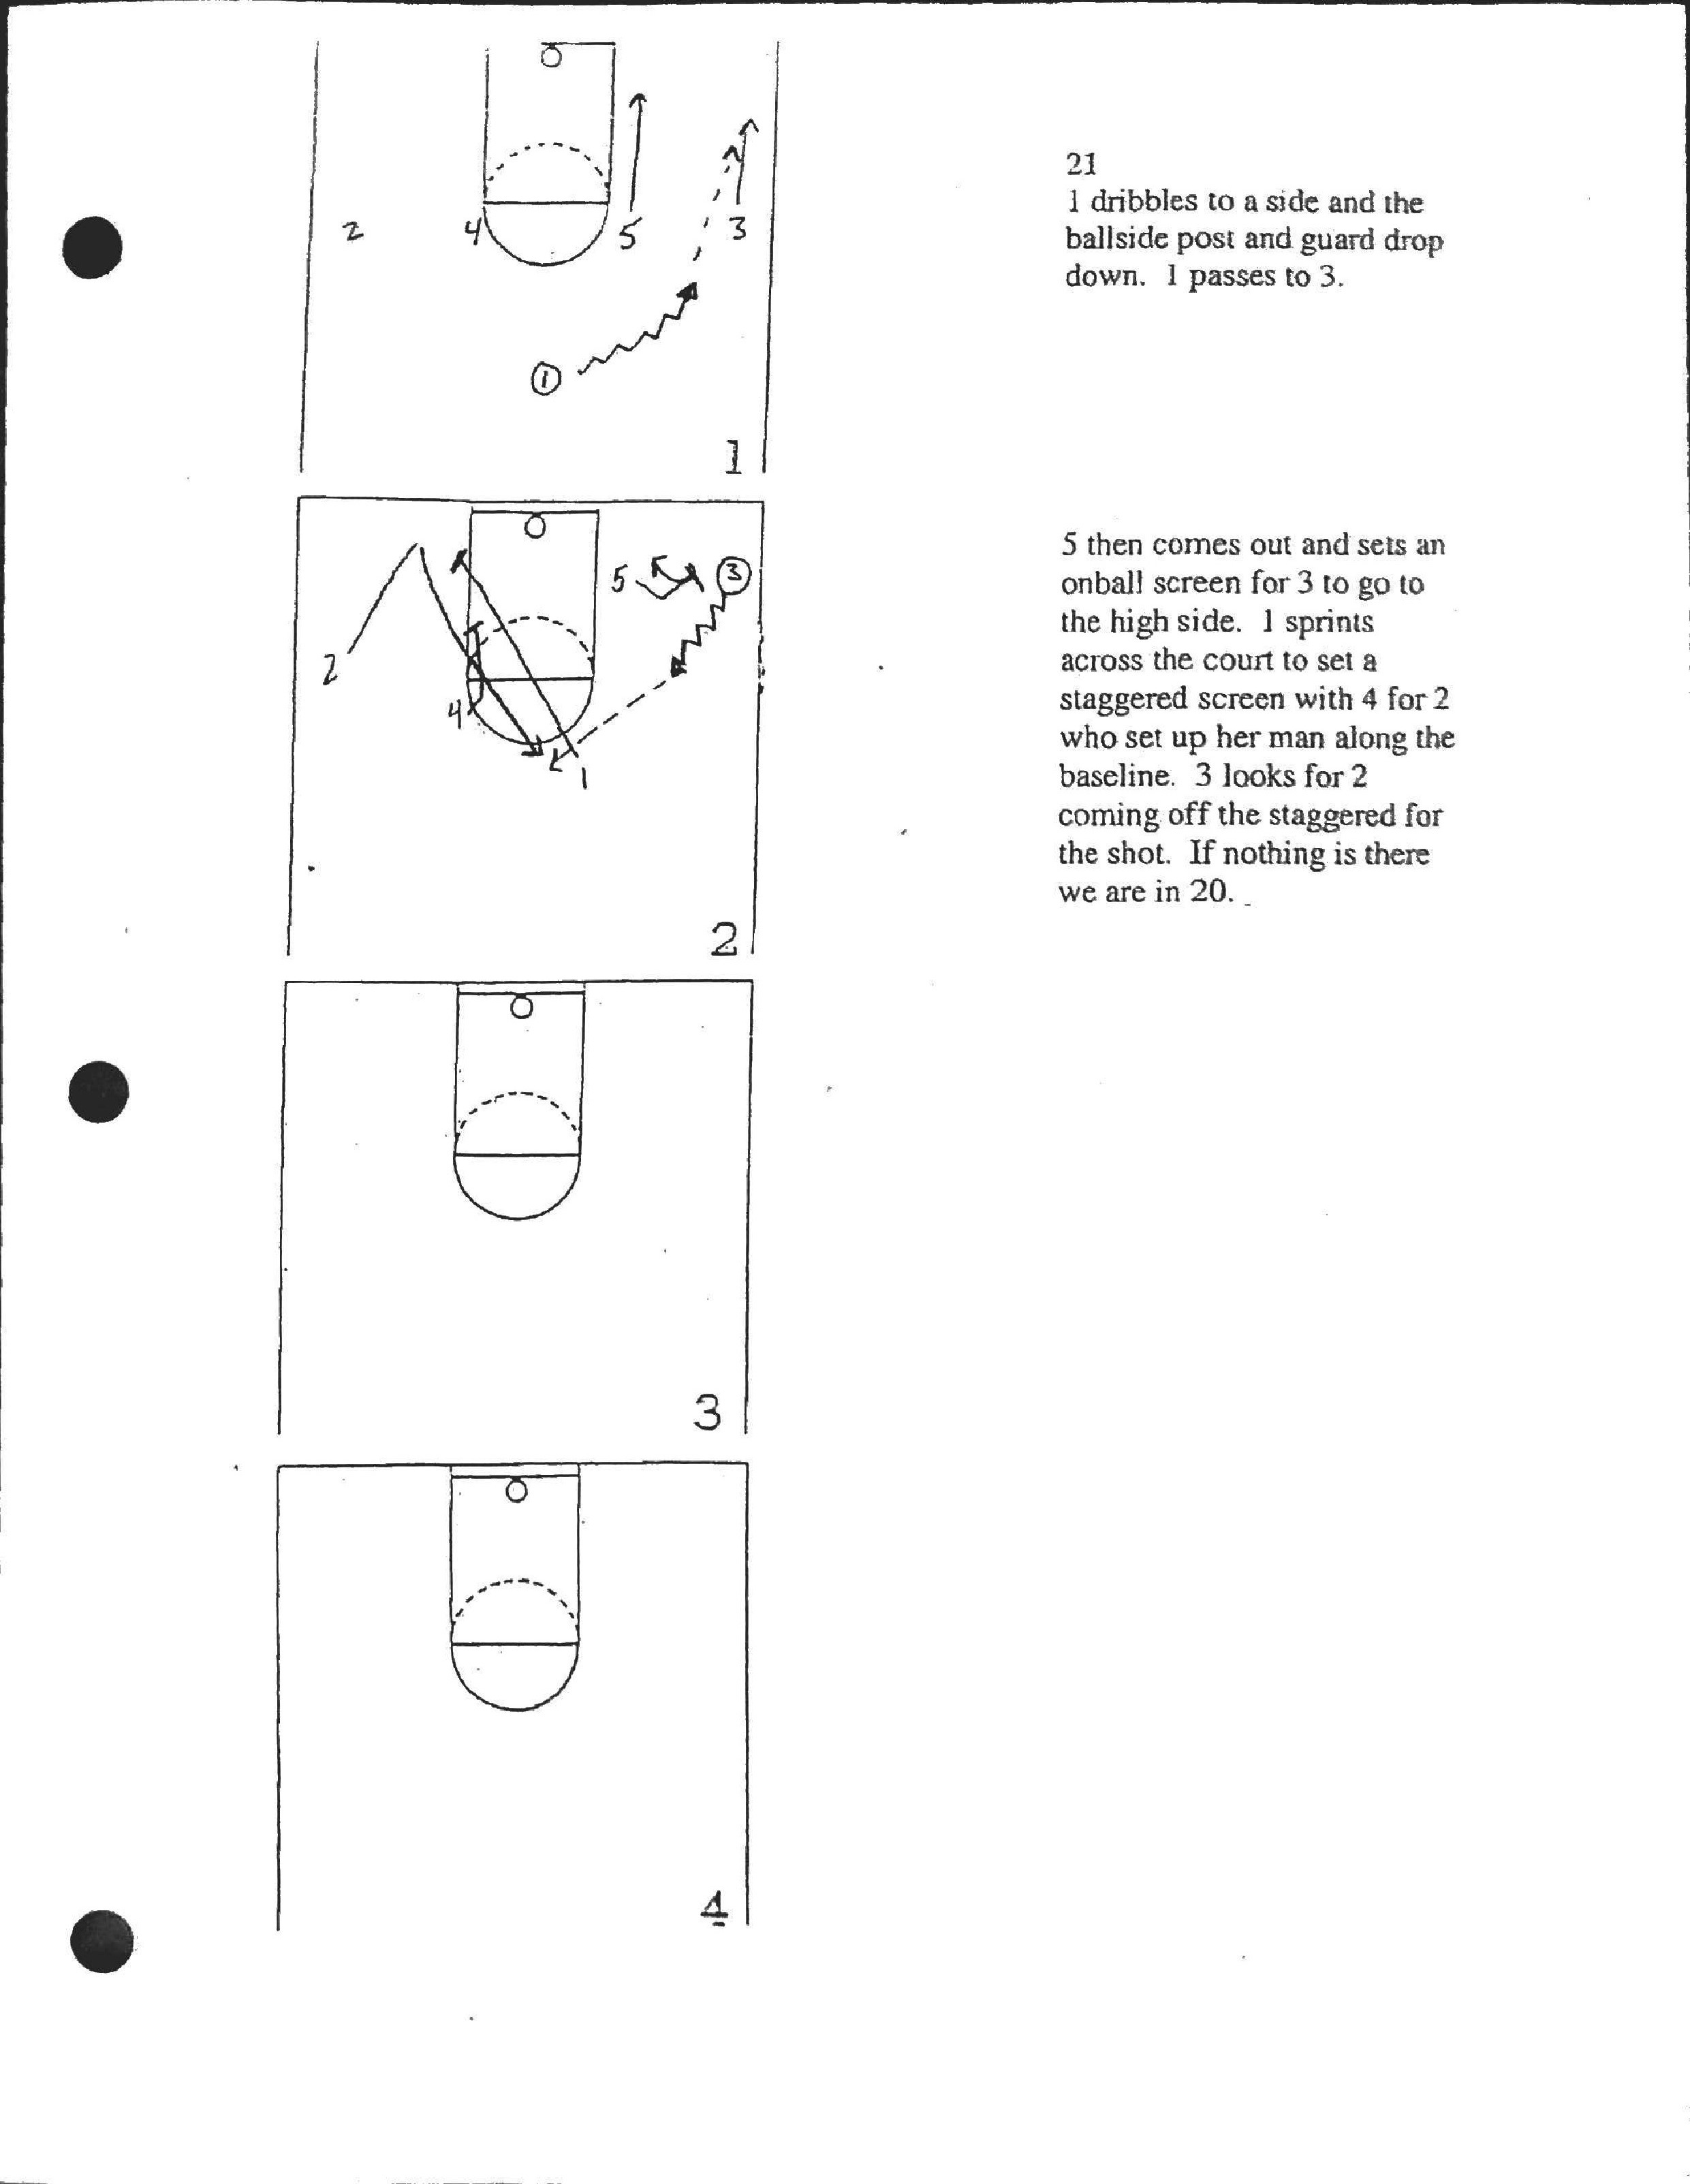 2
4
5
3
1
1
21
1 dribbles to a side and the
ballside post and guard drop
down. 1 passes to 3.
5
3
2
4
1
2
5 then comes out and sets an
onball screen for 3 to go to
the high side. 1 sprints
across the court to set a
staggered screen with 4 for 2
who set up her man along the
baseline. 3 looks for 2
coming off the staggered for
the shot. If nothing is there
we are in 20.
3
4